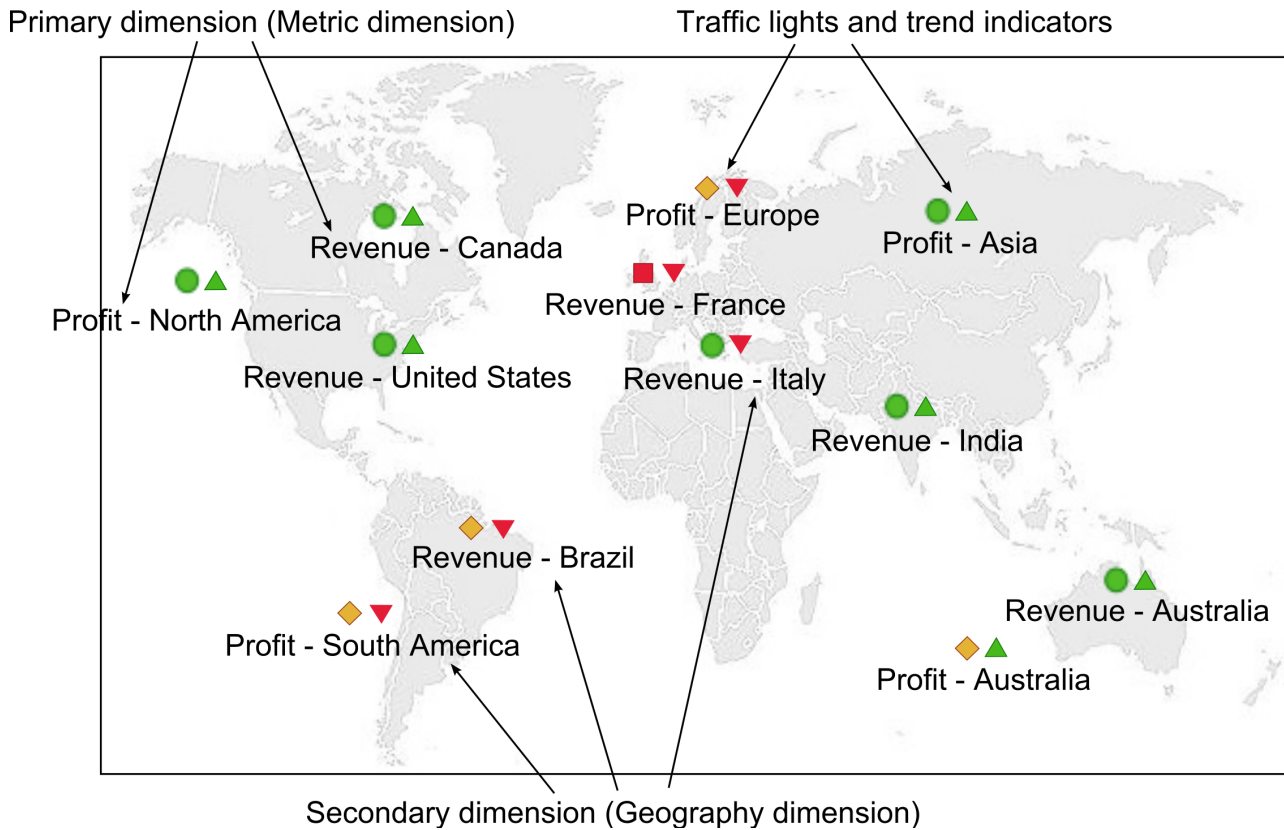 Primary dimension (Metric dimension)
Traffic lights and trend indicators
Profit - Europe
Revenue - Canada
Profit - Asia
Revenue - France
Profit - North America
Revenue - United States
Revenue - Italy
Revenue - India
Revenue - Brazil
Revenue - Australia
Profit - South America
Profit - Australia
Secondary dimension (Geography dimension)